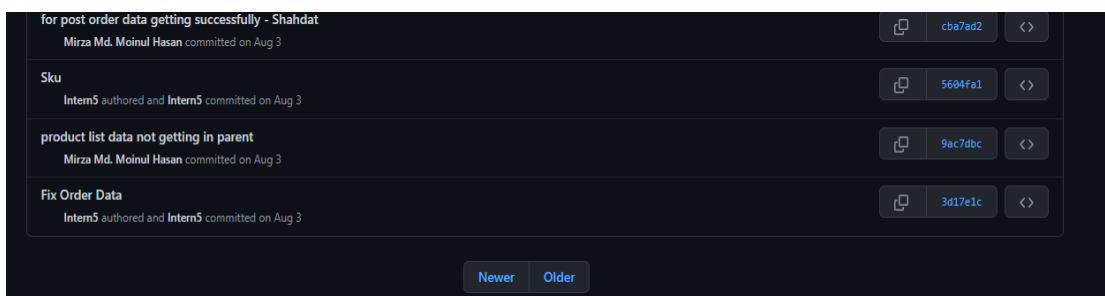 for post order data getting successfully - Shahdat
Mirza Md. Moinul Hasan committed on Aug 3
cba7ad2
Sku
Intern5 authored and Intern5 committed on Aug 3
5604fa1
product list data not getting in parent
Mirza Md. Moinul Hasan committed on Aug 3
9ac7dbc
Fix Order Data
Intern5 authored and Intern5 committed on Aug 3
3d17e1c
Newer Older